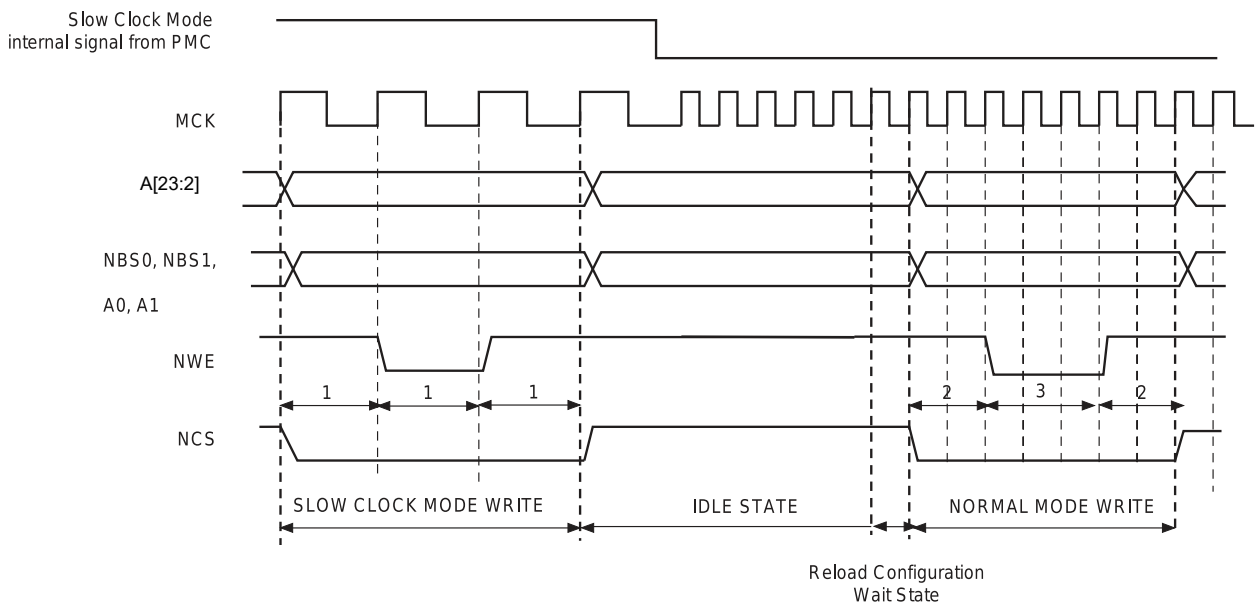 Slow Clock Mode
internal signal from PMC
MCK
A[23:2]
NBS0, NBS1,
A0, A1
NWE
1 1 1 2 3 2
NCS
SLOW CLOCK MODE WRITE IDLE STATE NORMAL MODE WRITE
Reload Configuration
Wait State